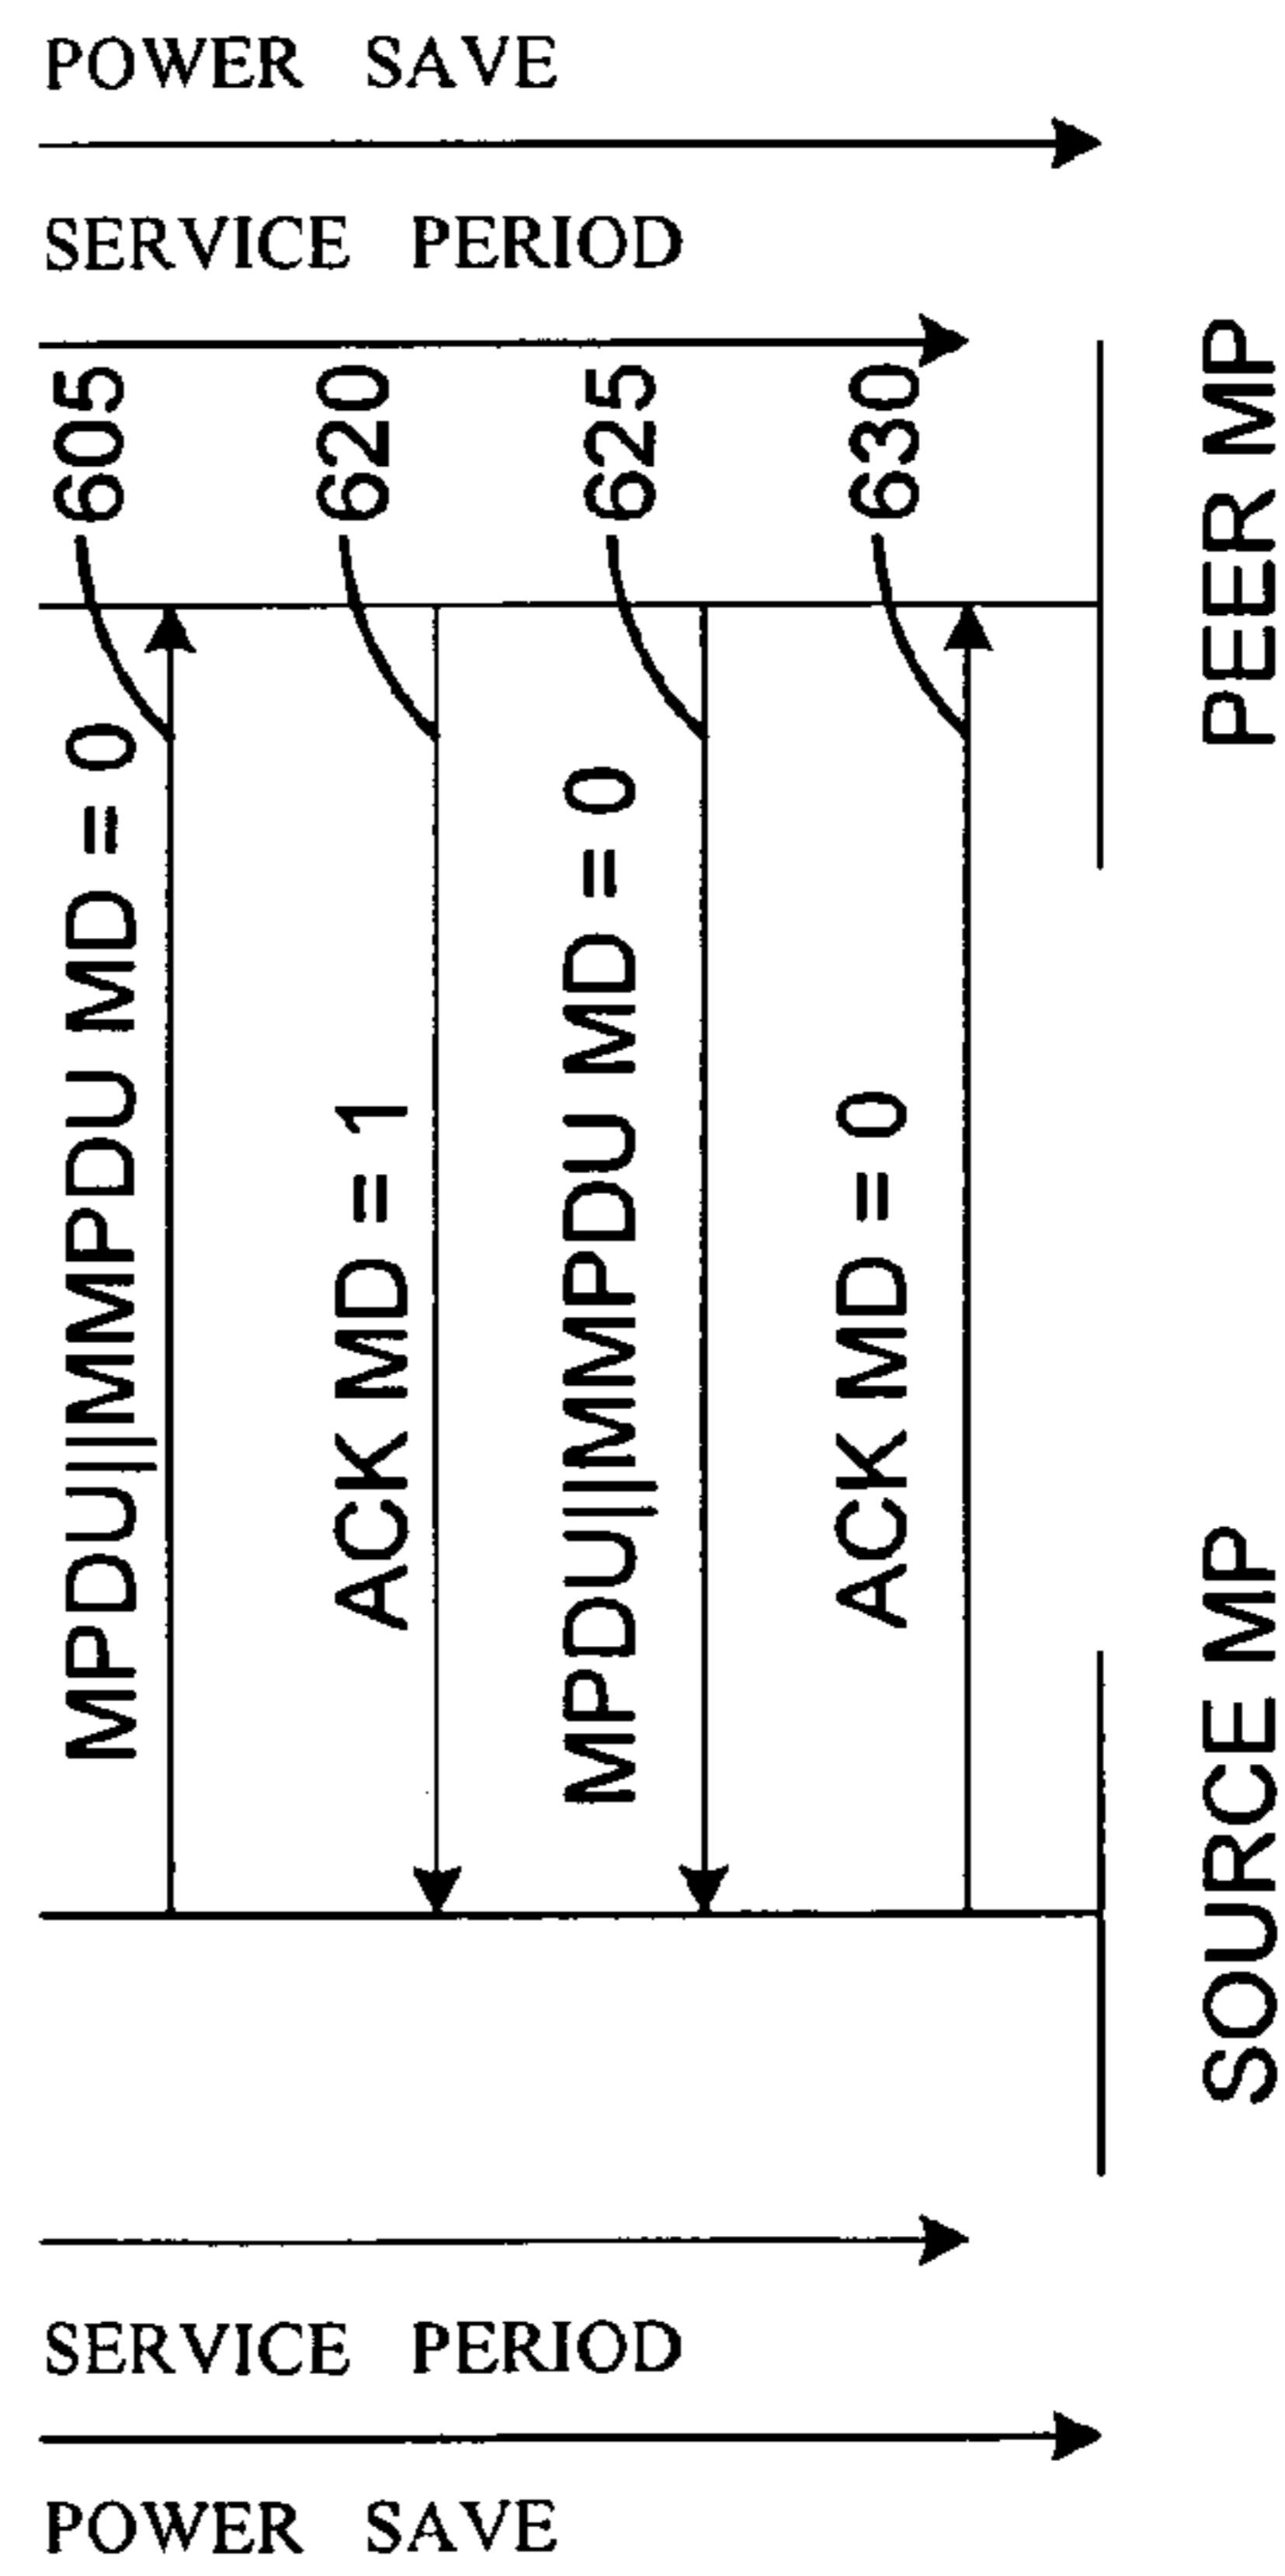 POWER SAVE
SERVICE PERIOD
605
620
625
630
MPDU||MMPDU MD = 0
ACK MD = 1
MPDU||MMPDU MD = 0
ACK MD = 0
PEER MP
SOURCE MP
SERVICE PERIOD
POWER SAVE